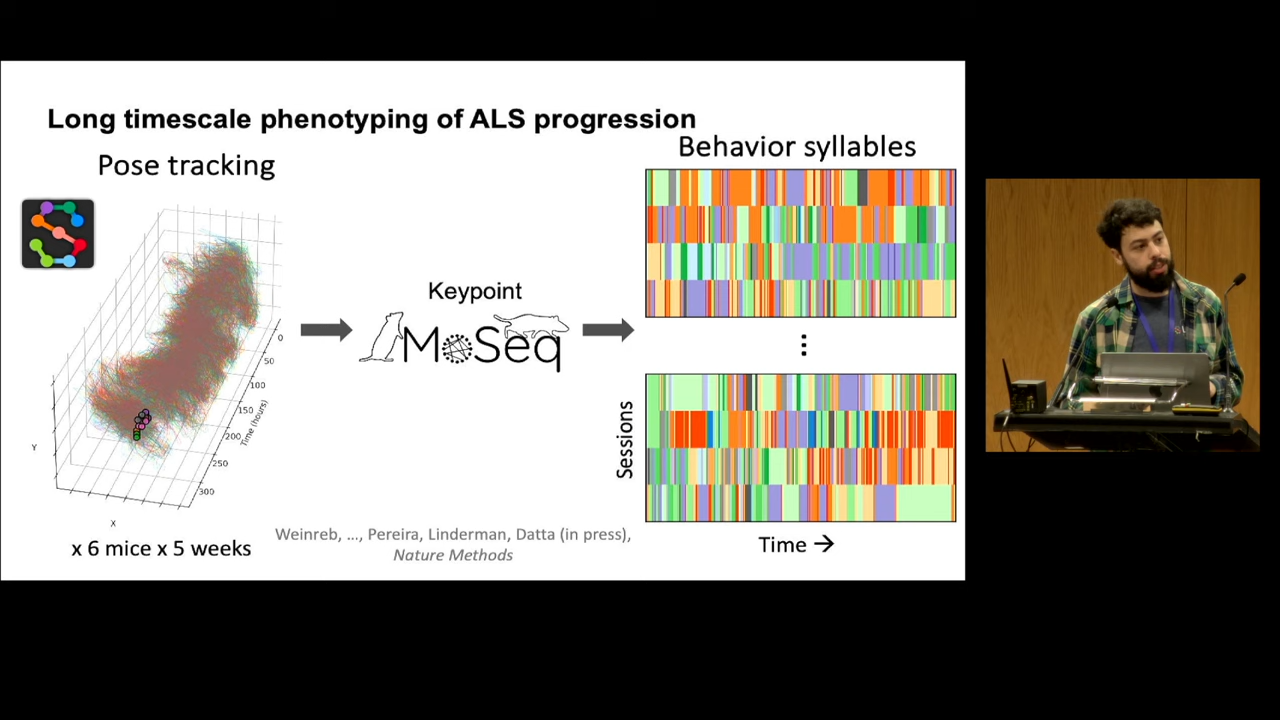 Long timescale phenotyping of ALS progression
Pose tracking
0
50
100
150
200
250
300
Time (hours)
Y
X
x 6 mice x 5 weeks
Keypoint
MoSeq
Weinreb, ..., Pereira, Linderman, Datta (in press),
Nature Methods
Behavior syllables
Sessions
Time →